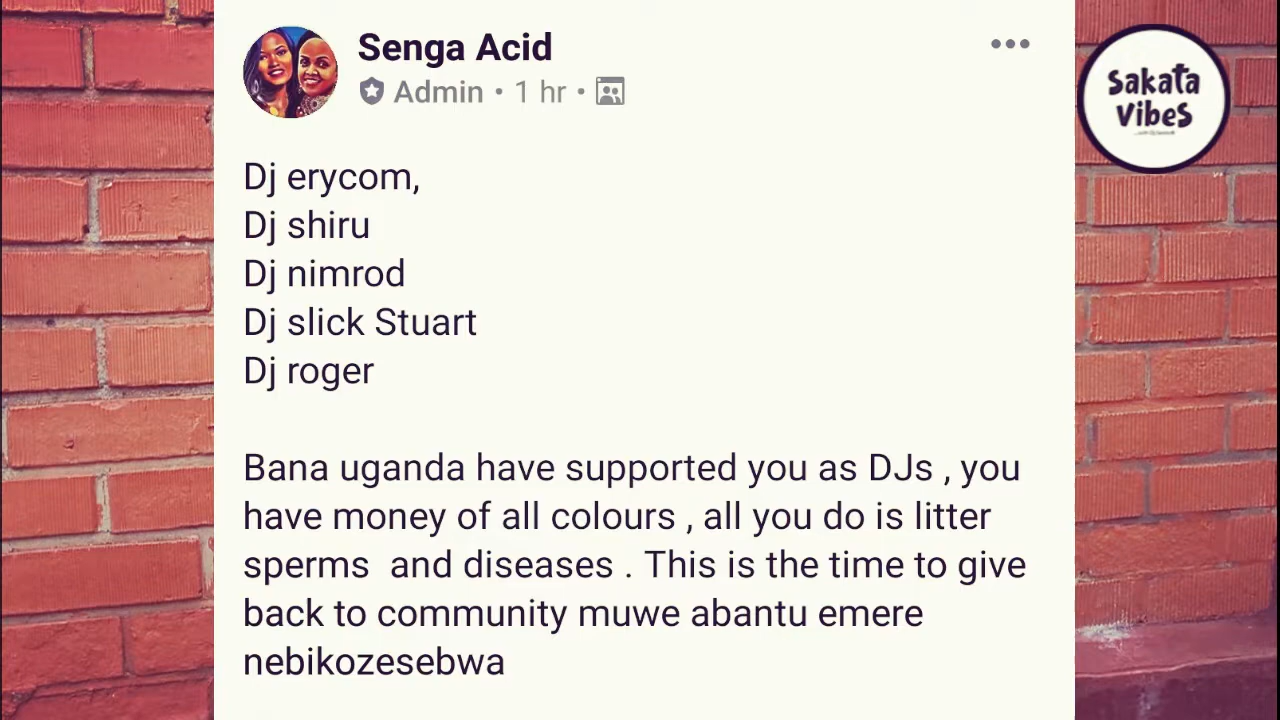 Senga Acid
Admin • 1 hr •
Dj erycom,
Dj shiru
Dj nimrod
Dj slick Stuart
Dj roger
Bana uganda have supported you as DJs , you
have money of all colours , all you do is litter
sperms  and diseases . This is the time to give
back to community muwe abantu emere
nebikozesebwa
Sakata
Vibes